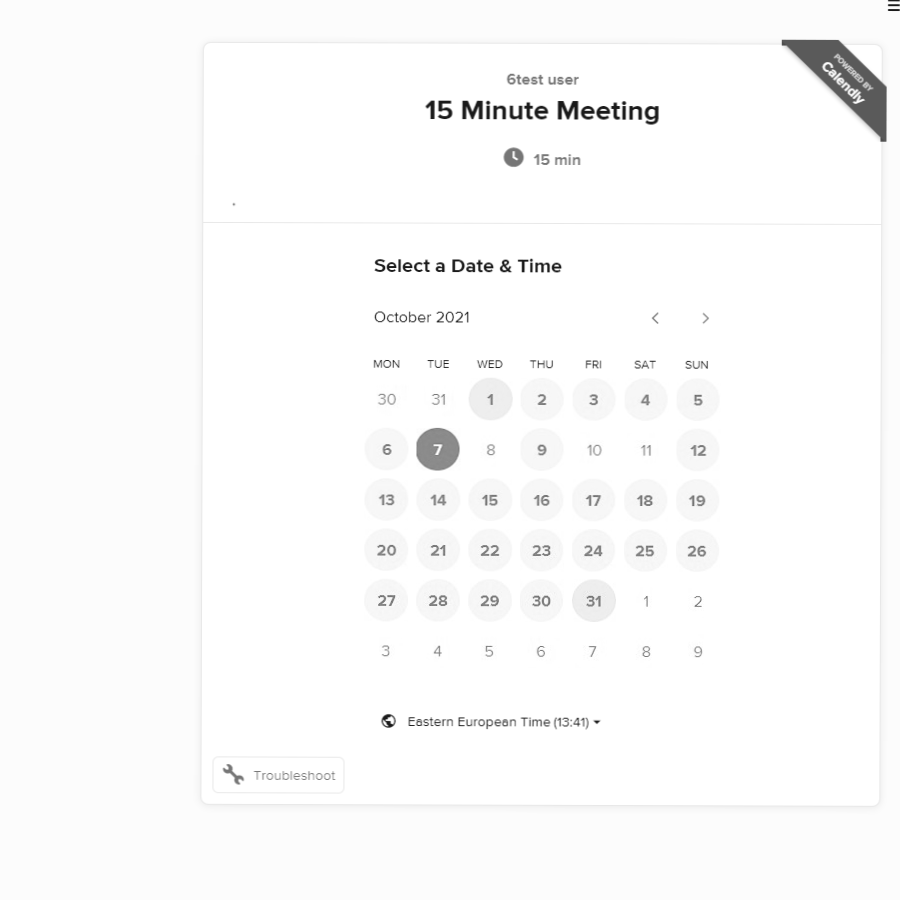 POWERED BY
Calendly
6test user
15 Minute Meeting
15 min
.
Select a Date & Time
October 2021
MON TUE WED THU FRI SAT SUN
30 31 1 2 3 4 5
6 7 8 9 10 11 12
13 14 15 16 17 18 19
20 21 22 23 24 25 26
27 28 29 30 31 1 2
3 4 5 6 7 8 9
Eastern European Time (13:41)
Troubleshoot